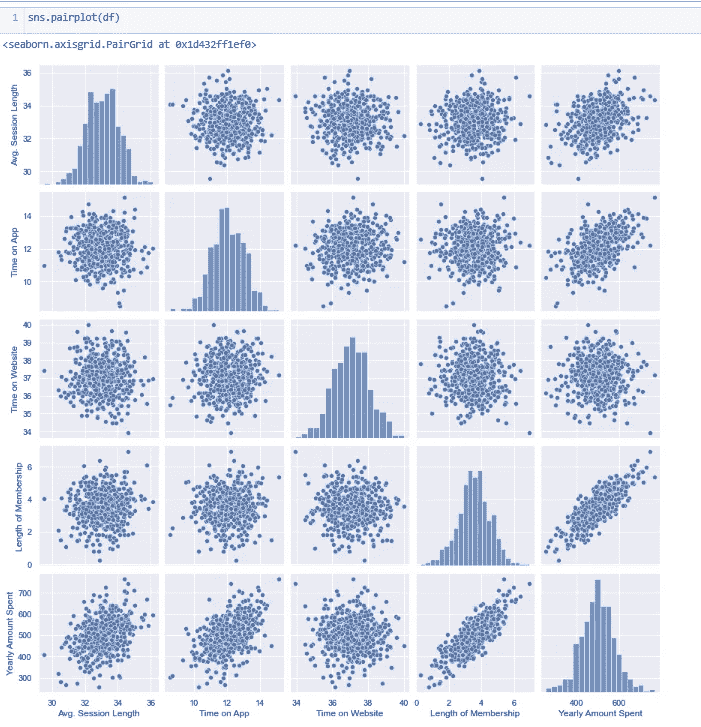 1 sns.pairplot(df)
<seaborn.axisgrid.PairGrid at 0x1d432ff1ef0>
36
34
32
30
Avg. Session Length
14
12
10
Time on App
40
39
38
37
36
35
34
Time on Website
6
4
2
0
Length of Membership
700
600
500
400
300
Yearly Amount Spent
30 32 34 36 10 12 14 34 36 38 40 0 2 4 6 400 600
Avg. Session Length Time on App Time on Website Length of Membership Yearly Amount Spent